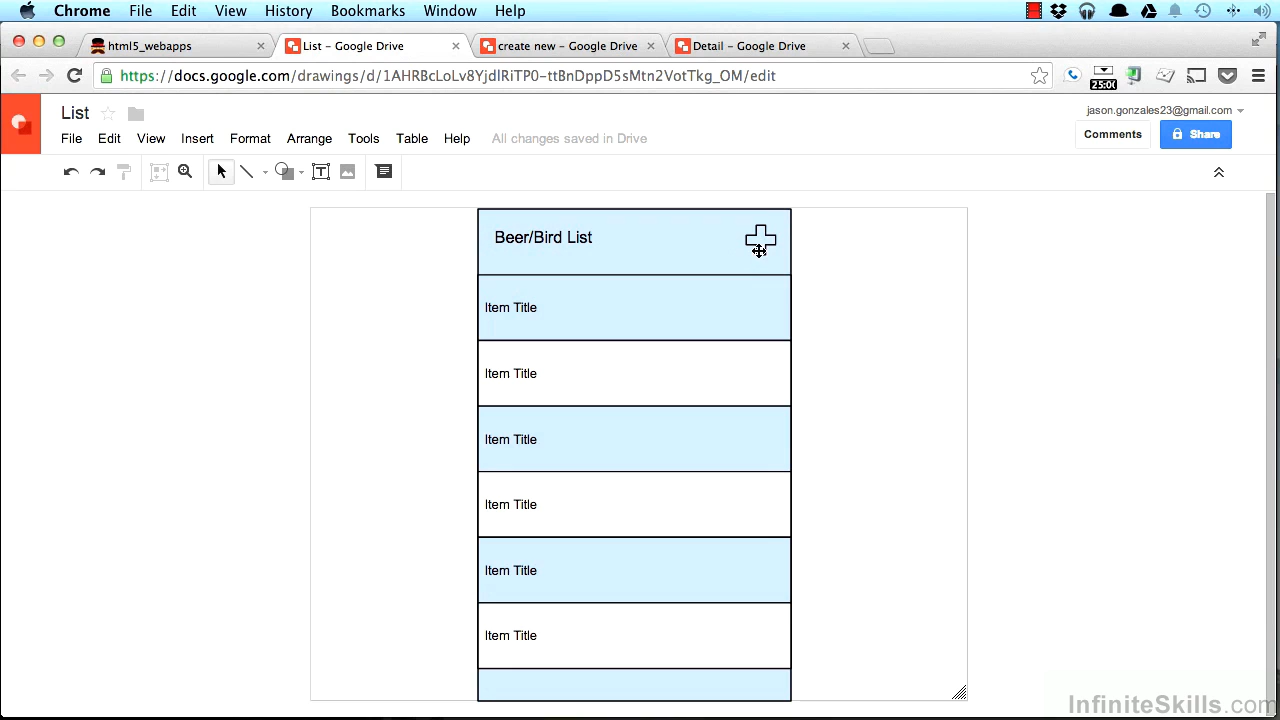 Chrome File Edit View History Bookmarks Window Help
html5_webapps
List – Google Drive
create new – Google Drive
Detail – Google Drive
https://docs.google.com/drawings/d/1AHRBcLoLv8YjdlRiTP0-ttBnDppD5sMtn2VotTkg_OM/edit
25:00
List
jason.gonzales23@gmail.com
File Edit View Insert Format Arrange Tools Table Help All changes saved in Drive
Comments
Share
Beer/Bird List
Item Title
Item Title
Item Title
Item Title
Item Title
Item Title
InfiniteSkills.com